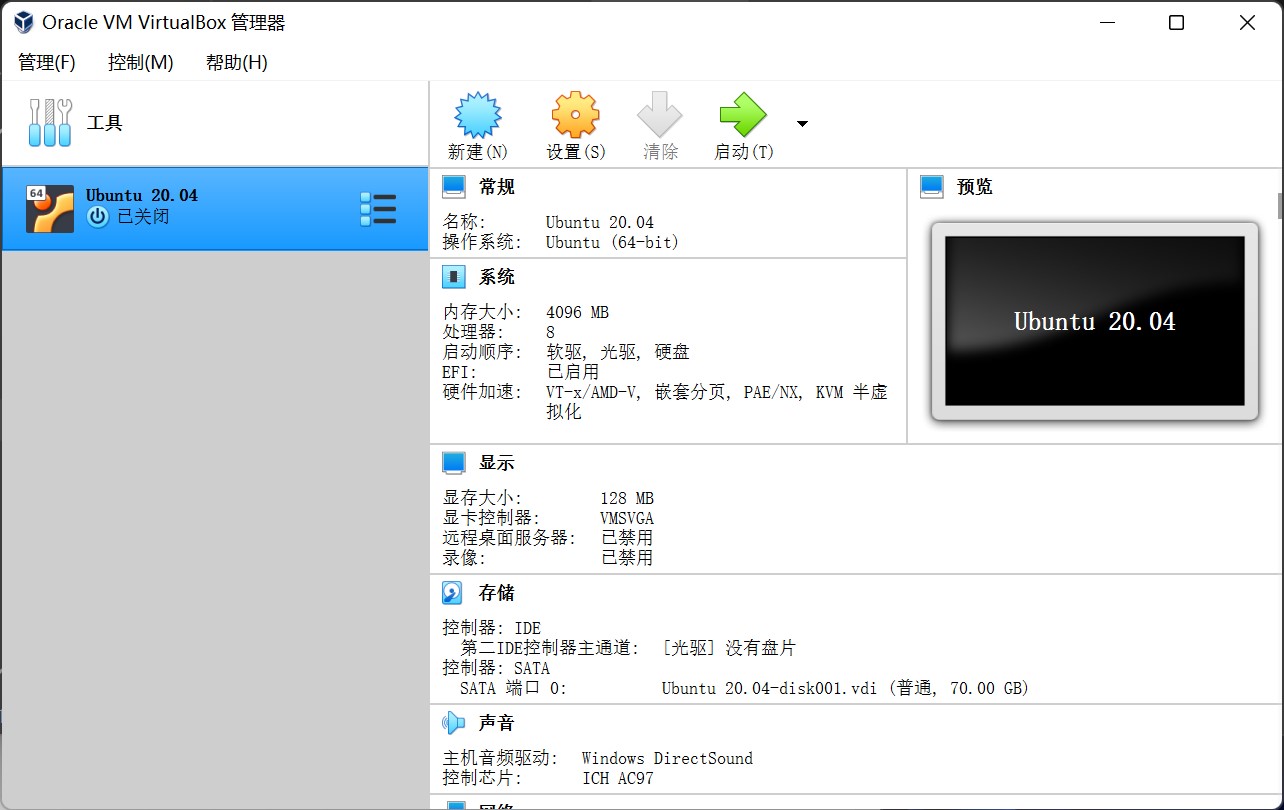 Oracle VM VirtualBox 管理器
管理(F) 控制(M) 帮助(H)
工具
新建(N) 设置(S) 清除 启动(T)
64
Ubuntu 20.04
已关闭
常规
名称: Ubuntu 20.04
操作系统: Ubuntu (64-bit)
系统
内存大小: 4096 MB
处理器: 8
启动顺序: 软驱, 光驱, 硬盘
EFI: 已启用
硬件加速: VT-x/AMD-V, 嵌套分页, PAE/NX, KVM 半虚
拟化
预览
Ubuntu 20.04
显示
显存大小: 128 MB
显卡控制器: VMSVGA
远程桌面服务器: 已禁用
录像: 已禁用
存储
控制器: IDE
第二IDE控制器主通道: [光驱] 没有盘片
控制器: SATA
SATA 端口 0: Ubuntu 20.04-disk001.vdi (普通, 70.00 GB)
声音
主机音频驱动: Windows DirectSound
控制芯片: ICH AC97